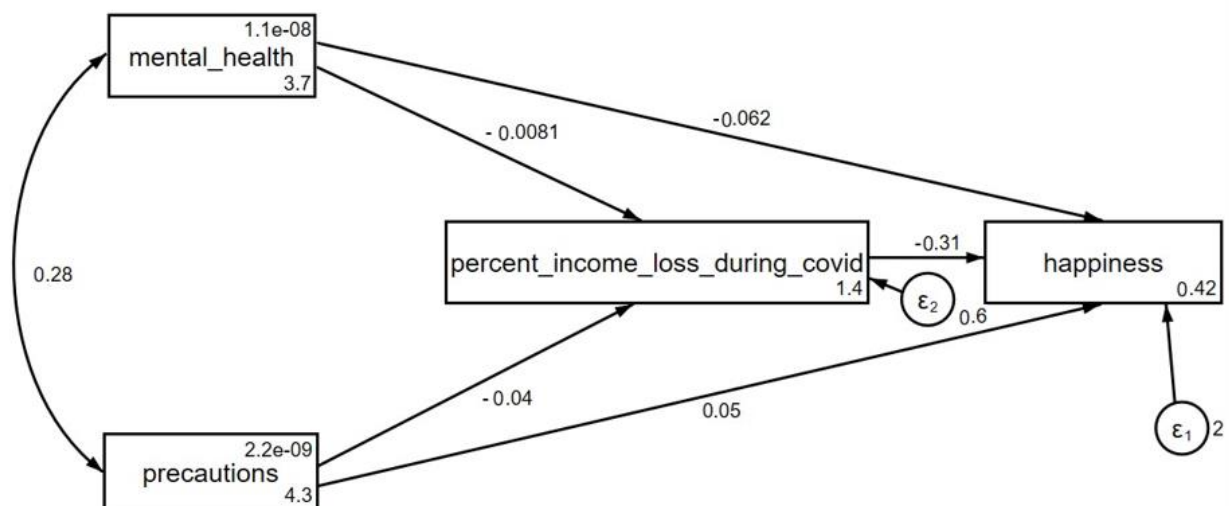 1.1e-08
mental_health
3.7
-0.062
- 0.0081
0.28
percent_income_loss_during_covid
1.4
-0.31
happiness
0.42
ε2
0.6
- 0.04
0.05
ε1
2
2.2e-09
precautions
4.3